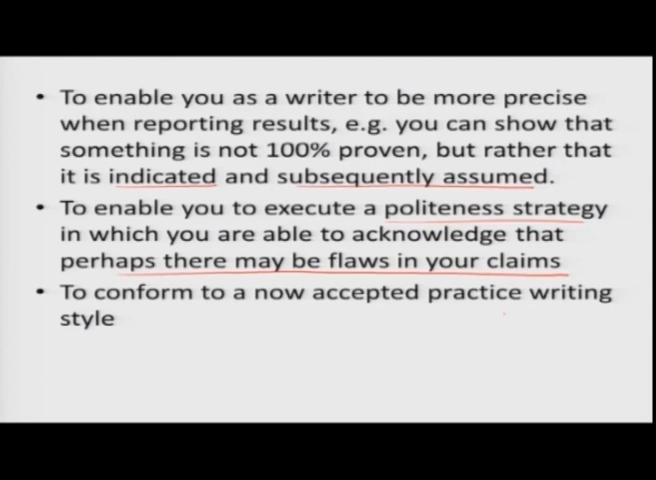 • To enable you as a writer to be more precise
when reporting results, e.g. you can show that
something is not 100% proven, but rather that
it is indicated and subsequently assumed.
• To enable you to execute a politeness strategy
in which you are able to acknowledge that
perhaps there may be flaws in your claims
• To conform to a now accepted practice writing
style